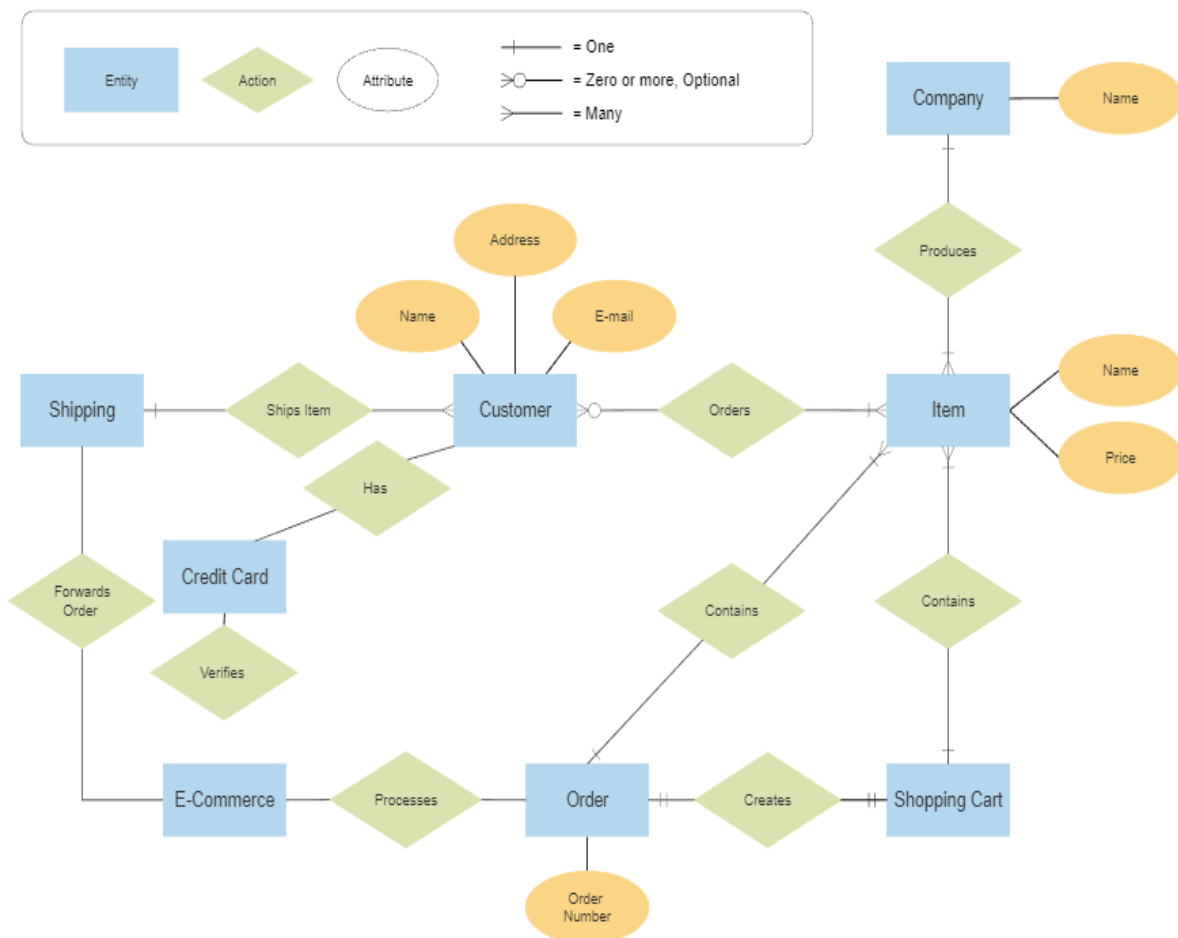 = One
Entity
Action
Attribute
= Zero or more, Optional
= Many
Company
Name
Address
Produces
Name
E-mail
Name
Shipping
Ships Item
Customer
Orders
Item
Price
Has
Credit Card
Forwards
Order
Contains
Contains
Verifies
E-Commerce
Processes
Order
Creates
Shopping Cart
Order
Number